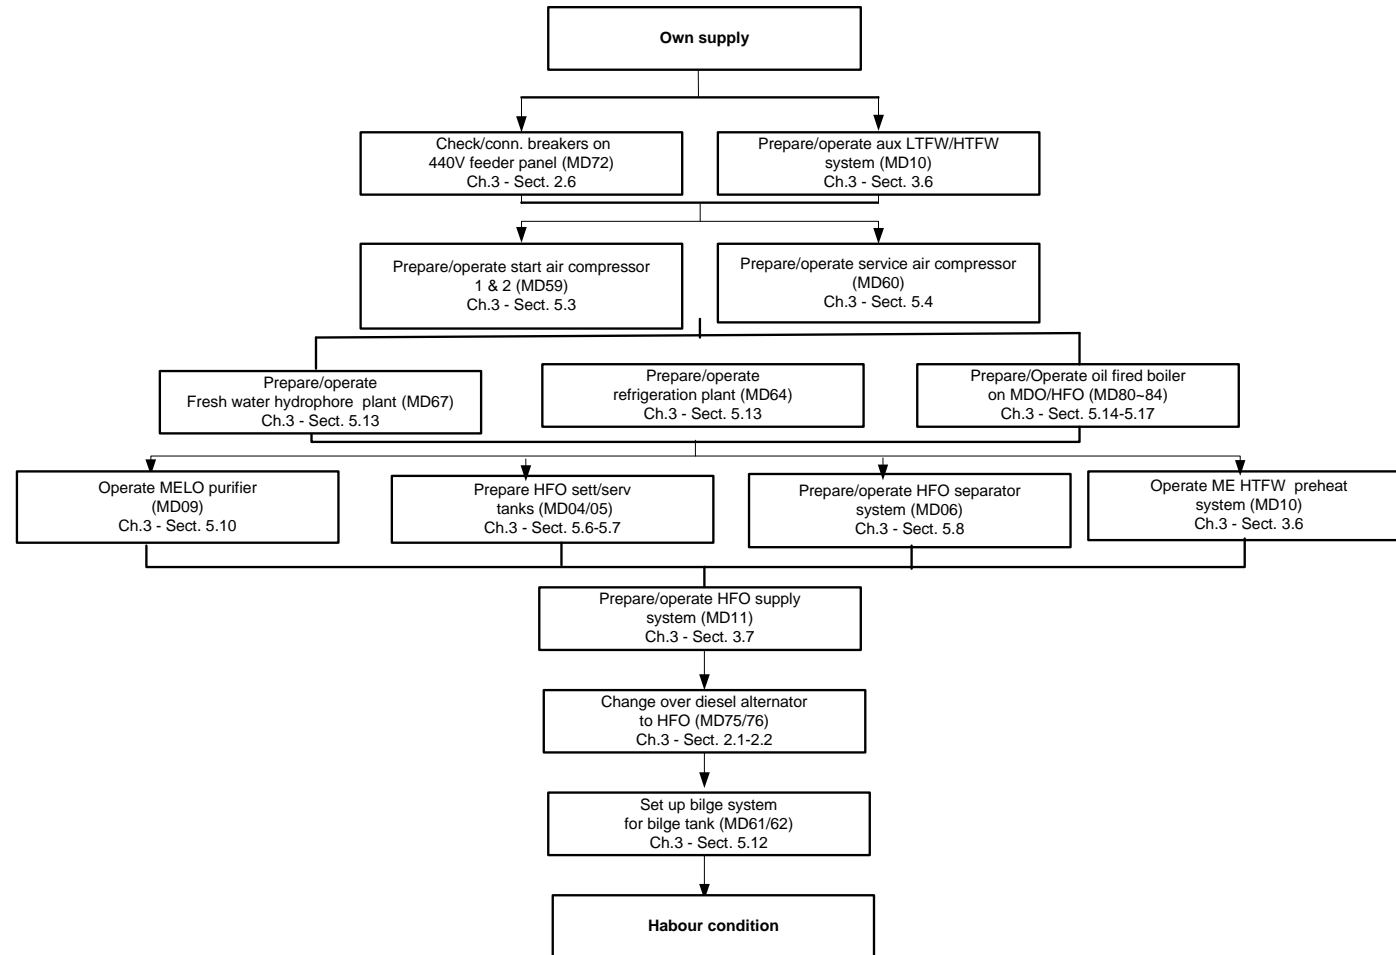 Own supply
Check/conn. breakers on
440V feeder panel (MD72)
Ch.3 - Sect. 2.6
Prepare/operate aux LTFW/HTFW
system (MD10)
Ch.3 - Sect. 3.6
Prepare/operate start air compressor
1 & 2 (MD59)
Ch.3 - Sect. 5.3
Prepare/operate service air compressor
(MD60)
Ch.3 - Sect. 5.4
Prepare/operate
Fresh water hydrophore plant (MD67)
Ch.3 - Sect. 5.13
Prepare/operate
refrigeration plant (MD64)
Ch.3 - Sect. 5.13
Prepare/Operate oil fired boiler
on MDO/HFO (MD80~84)
Ch.3 - Sect. 5.14-5.17
Operate MELO purifier
(MD09)
Ch.3 - Sect. 5.10
Prepare HFO sett/serv
tanks (MD04/05)
Ch.3 - Sect. 5.6-5.7
Prepare/operate HFO separator
system (MD06)
Ch.3 - Sect. 5.8
Operate ME HTFW preheat
system (MD10)
Ch.3 - Sect. 3.6
Prepare/operate HFO supply
system (MD11)
Ch.3 - Sect. 3.7
Change over diesel alternator
to HFO (MD75/76)
Ch.3 - Sect. 2.1-2.2
Set up bilge system
for bilge tank (MD61/62)
Ch.3 - Sect. 5.12
Habour condition